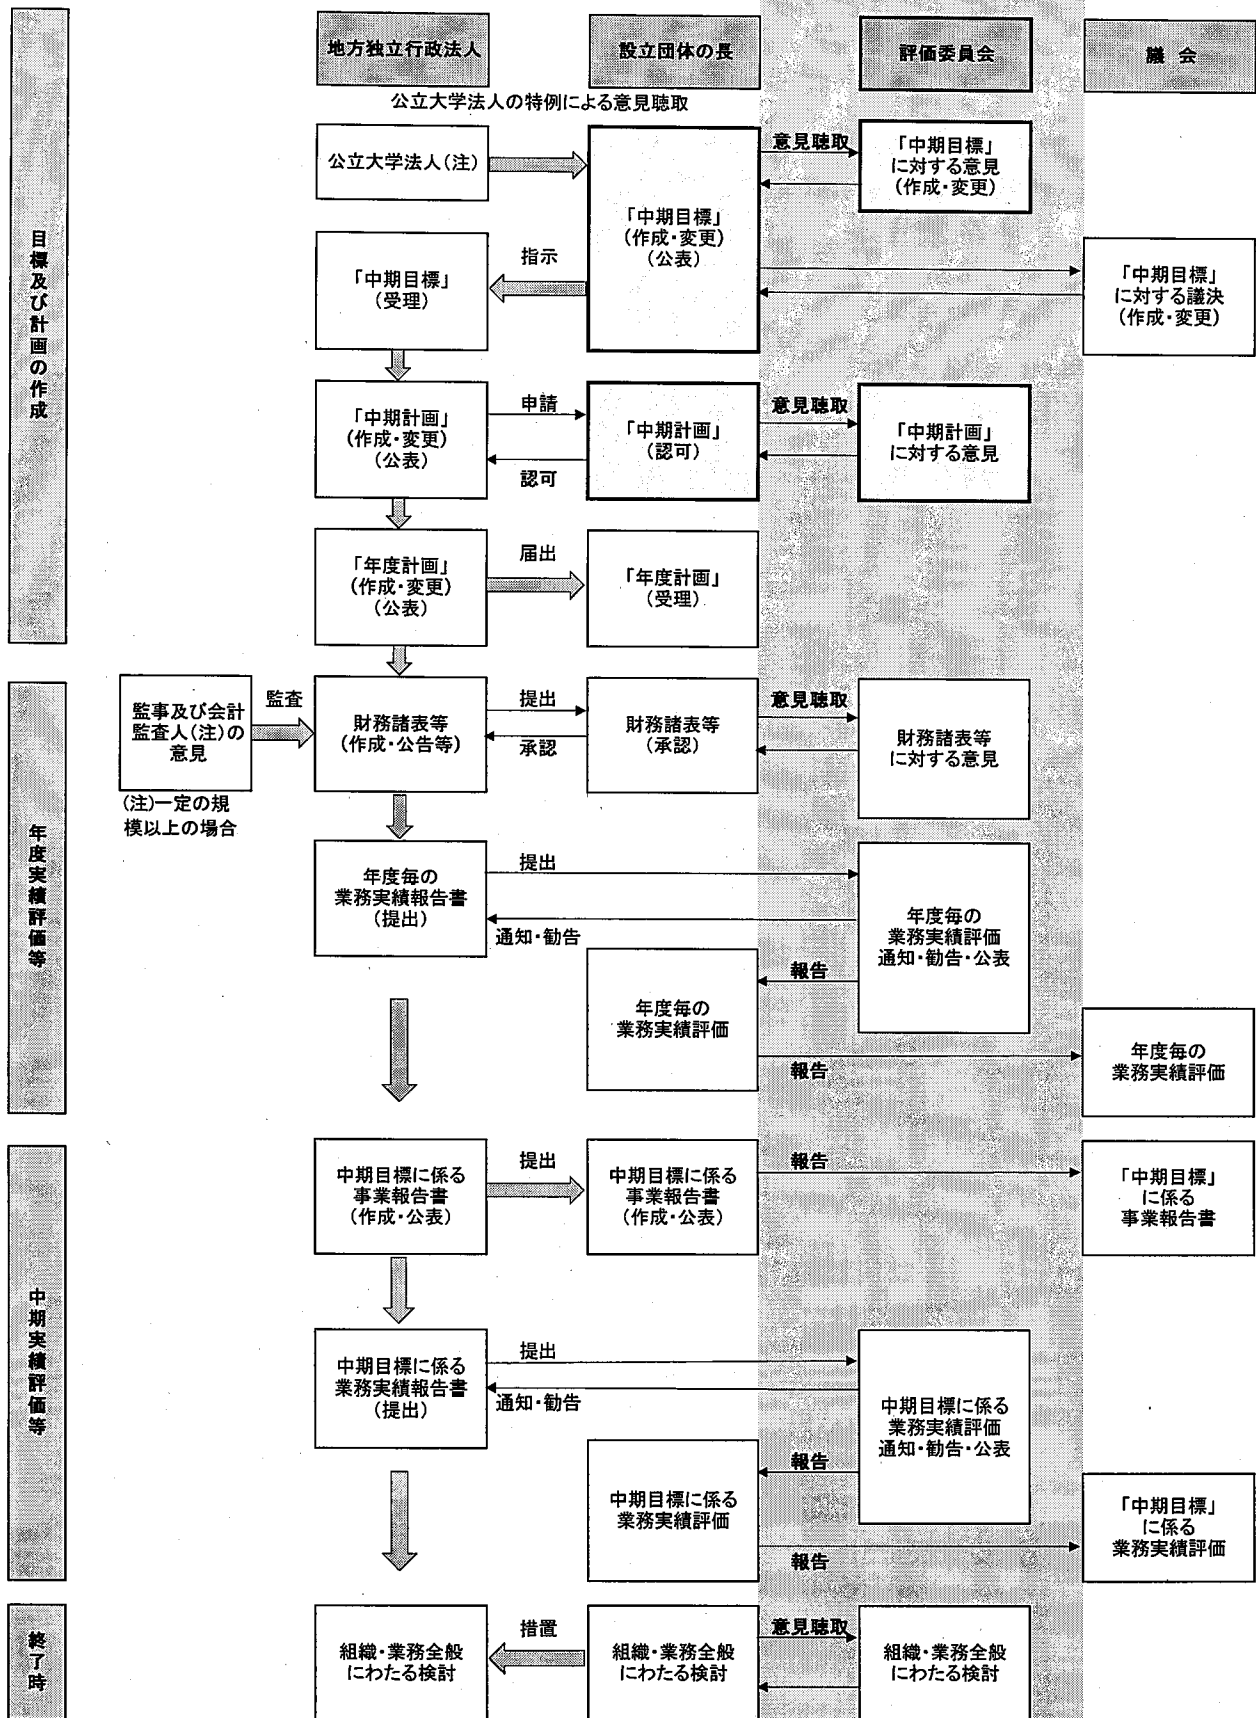 地方独立行政法人
設立団体の長
評価委員会
議 会
目標及び計画の作成
公立大学法人の特例による意見聴取
公立大学法人(注)
「中期目標」
(作成・変更)
(公表)
意見聴取
「中期目標」
に対する意見
(作成・変更)
「中期目標」
(受理)
指示
「中期目標」
に対する議決
(作成・変更)
「中期計画」
(作成・変更)
(公表)
申請
認可
「中期計画」
(認可)
意見聴取
「中期計画」
に対する意見
「年度計画」
(作成・変更)
(公表)
届出
「年度計画」
(受理)
年度実績評価等
監事及び会計
監査人(注)の
意見
(注)一定の規
模以上の場合
監査
財務諸表等
(作成・公告等)
提出
承認
財務諸表等
(承認)
意見聴取
財務諸表等
に対する意見
年度毎の
業務実績報告書
(提出)
提出
通知・勧告
年度毎の
業務実績評価
通知・勧告・公表
報告
年度毎の
業務実績評価
報告
年度毎の
業務実績評価
中期実績評価等
中期目標に係る
事業報告書
(作成・公表)
提出
中期目標に係る
事業報告書
(作成・公表)
報告
「中期目標」
に係る
事業報告書
中期目標に係る
業務実績報告書
(提出)
提出
通知・勧告
中期目標に係る
業務実績評価
通知・勧告・公表
報告
中期目標に係る
業務実績評価
報告
「中期目標」
に係る
業務実績評価
終了時
組織・業務全般
にわたる検討
措置
組織・業務全般
にわたる検討
意見聴取
組織・業務全般
にわたる検討